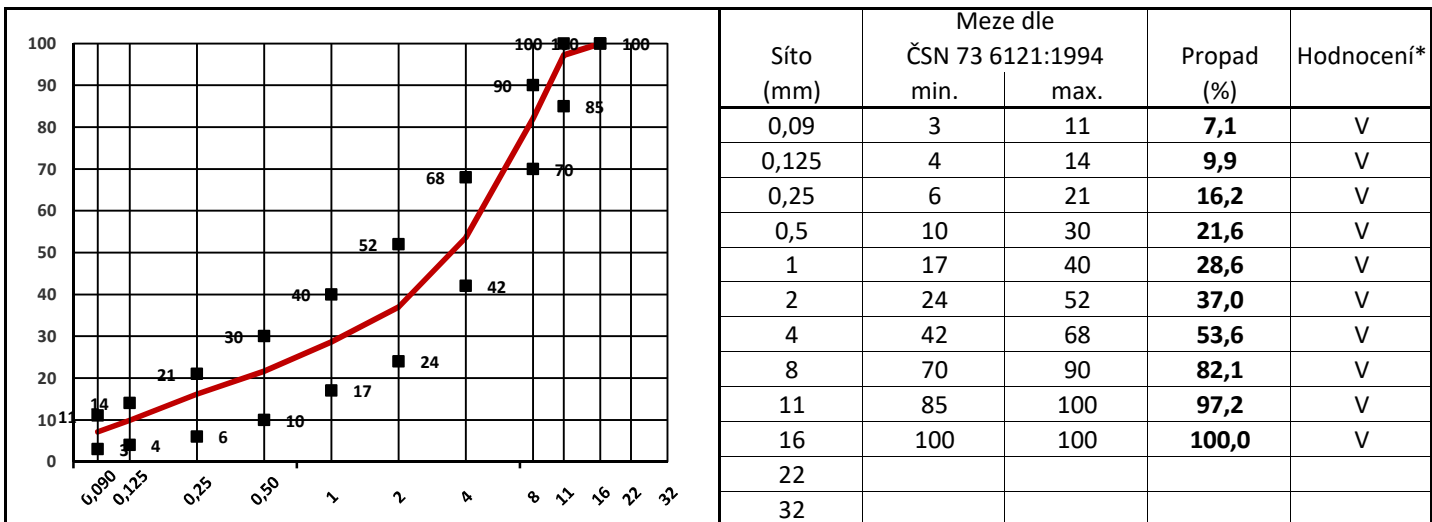 100
90
80
70
60
50
40
30
20
10
0
100 100 100
90
85
68
70
52
42
40
30
24
21
17
14
11
10
6
4
3
0,090 0,125 0,25 0,50 1 2 4 8 11 16 22 32
Meze dle
Síto ČSN 73 6121:1994 Propad Hodnocení*
(mm) min. max. (%)
0,09 3 11 7,1 V
0,125 4 14 9,9 V
0,25 6 21 16,2 V
0,5 10 30 21,6 V
1 17 40 28,6 V
2 24 52 37,0 V
4 42 68 53,6 V
8 70 90 82,1 V
11 85 100 97,2 V
16 100 100 100,0 V
22
32